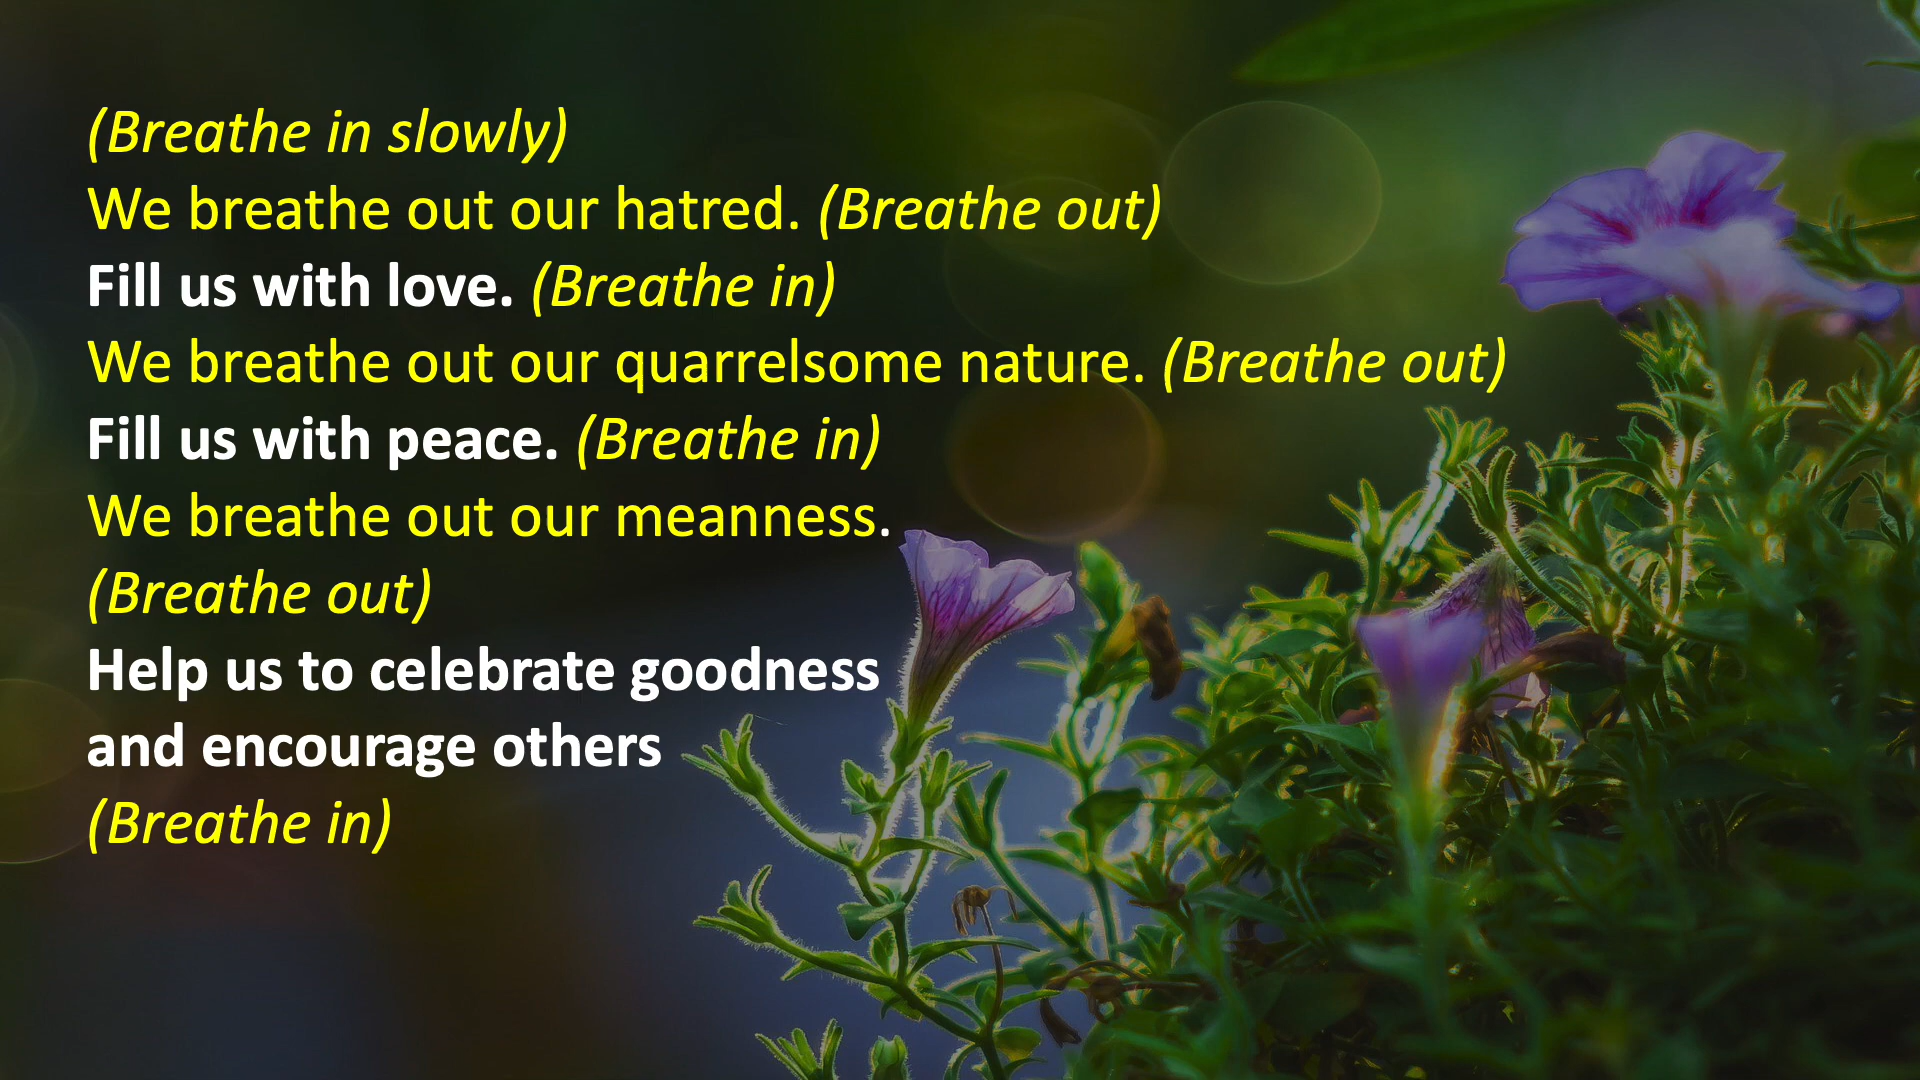 (Breathe in slowly)
We breathe out our hatred. (Breathe out)
Fill us with love. (Breathe in)
We breathe out our quarrelsome nature. (Breathe out)
Fill us with peace. (Breathe in)
We breathe out our meanness.
(Breathe out)
Help us to celebrate goodness
and encourage others
(Breathe in)